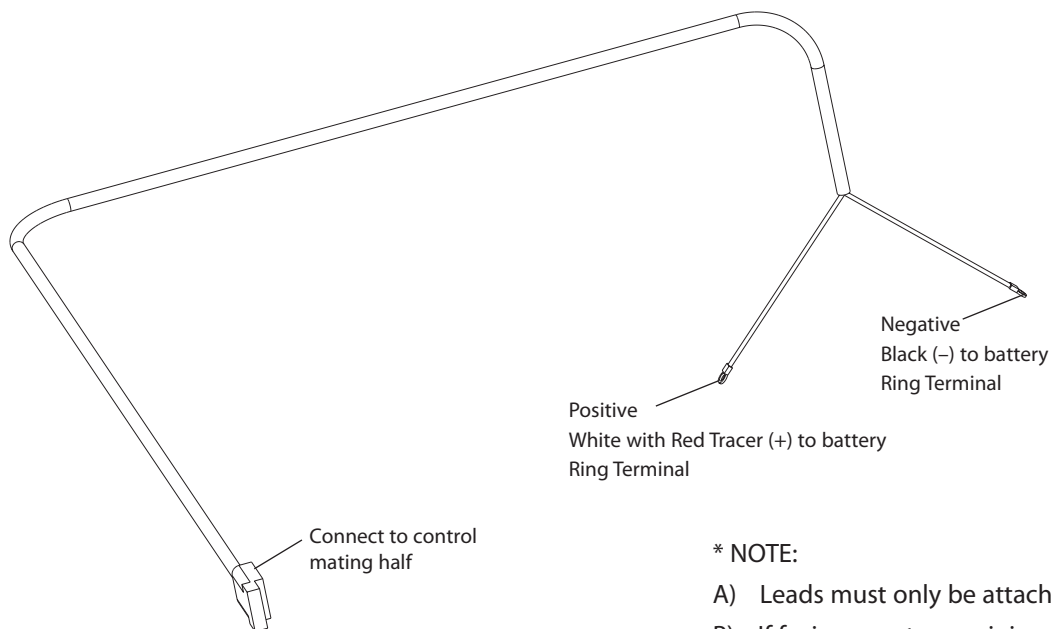 Negative
Black (–) to battery
Ring Terminal
Positive
White with Red Tracer (+) to battery
Ring Terminal
Connect to control
mating half
* NOTE:
A) Leads must only be attach